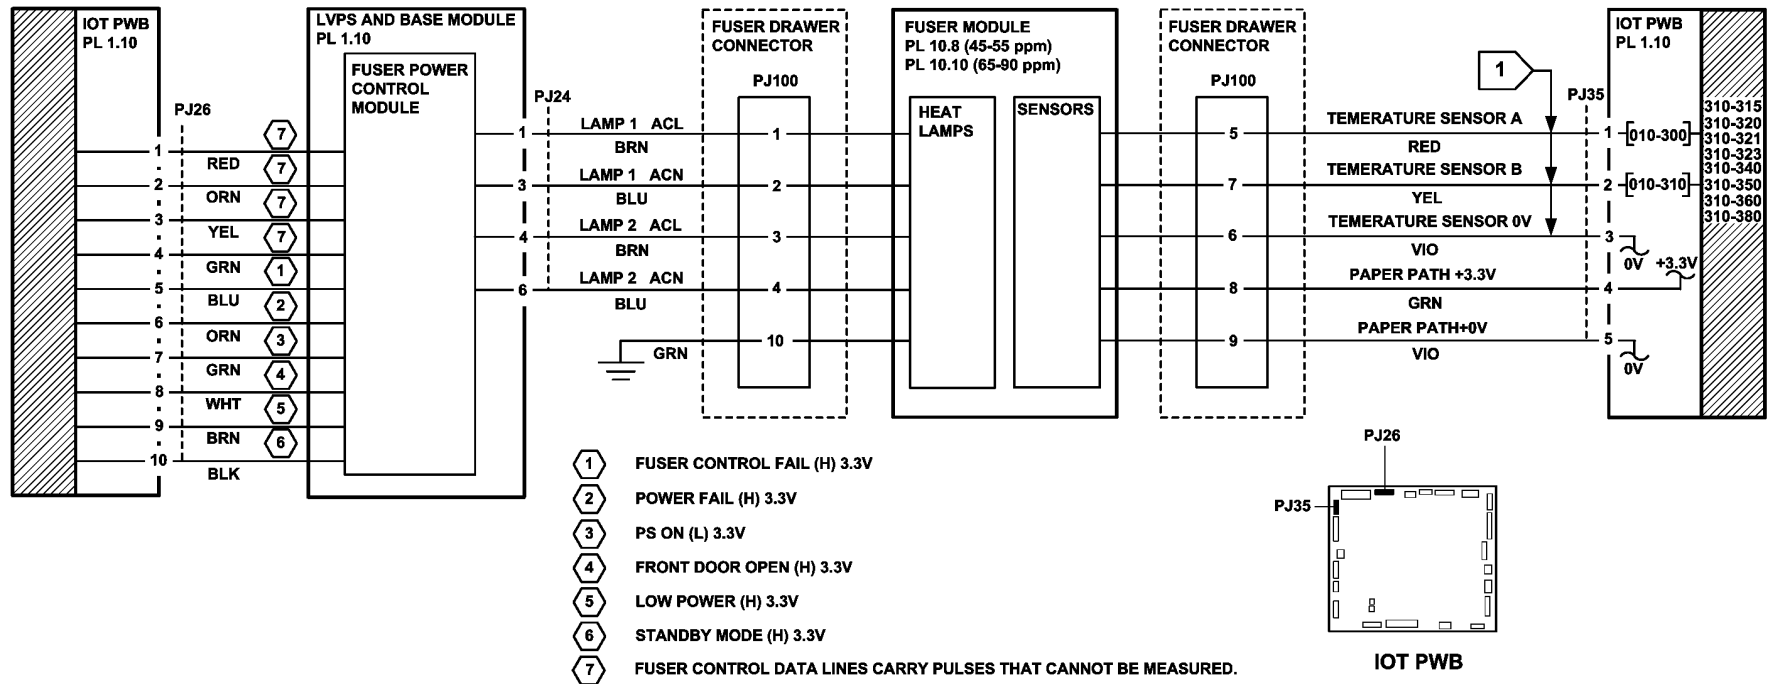 IOT PWB
PL 1.10
PJ26
1
RED
2
ORN
3
YEL
4
GRN
5
BLU
6
ORN
7
GRN
8
WHT
9
BRN
10
BLK
7
7
7
7
1
2
3
4
5
6
LVPS AND BASE MODULE
PL 1.10
FUSER POWER
CONTROL
MODULE
PJ24
1
3
4
6
LAMP 1 ACL
BRN
LAMP 1 ACN
BLU
LAMP 2 ACL
BRN
LAMP 2 ACN
BLU
GRN
FUSER DRAWER
CONNECTOR
PJ100
1
2
3
4
10
FUSER MODULE
PL 10.8 (45-55 ppm)
PL 10.10 (65-90 ppm)
HEAT
LAMPS
SENSORS
FUSER DRAWER
CONNECTOR
PJ100
5
7
6
8
9
1
TEMERATURE SENSOR A
RED
TEMERATURE SENSOR B
YEL
TEMERATURE SENSOR 0V
VIO
PAPER PATH +3.3V
GRN
PAPER PATH+0V
VIO
PJ35
1
2
3
4
5
IOT PWB
PL 1.10
[010-300]
[010-310]
0V
+3.3V
0V
310-315
310-320
310-321
310-323
310-340
310-350
310-360
310-380
1 FUSER CONTROL FAIL (H) 3.3V
2 POWER FAIL (H) 3.3V
3 PS ON (L) 3.3V
4 FRONT DOOR OPEN (H) 3.3V
5 LOW POWER (H) 3.3V
6 STANDBY MODE (H) 3.3V
7 FUSER CONTROL DATA LINES CARRY PULSES THAT CANNOT BE MEASURED.
PJ26
PJ35
IOT PWB